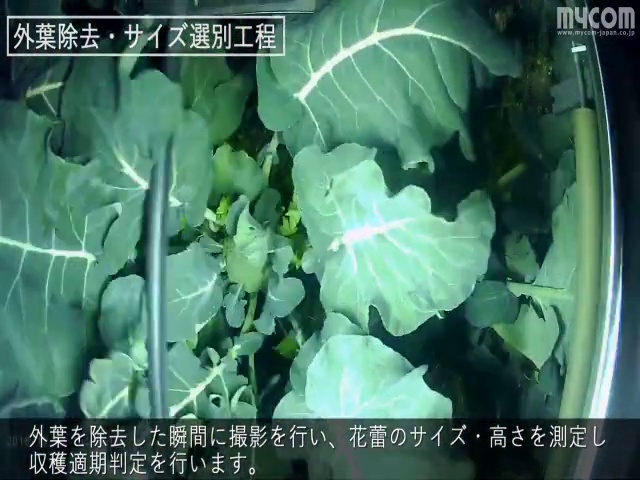 mycom
www.mycom-japan.co.jp
外葉除去・サイズ選別工程
外葉を除去した瞬間に撮影を行い、花蕾のサイズ・高さを測定し
収穫適期判定を行います。